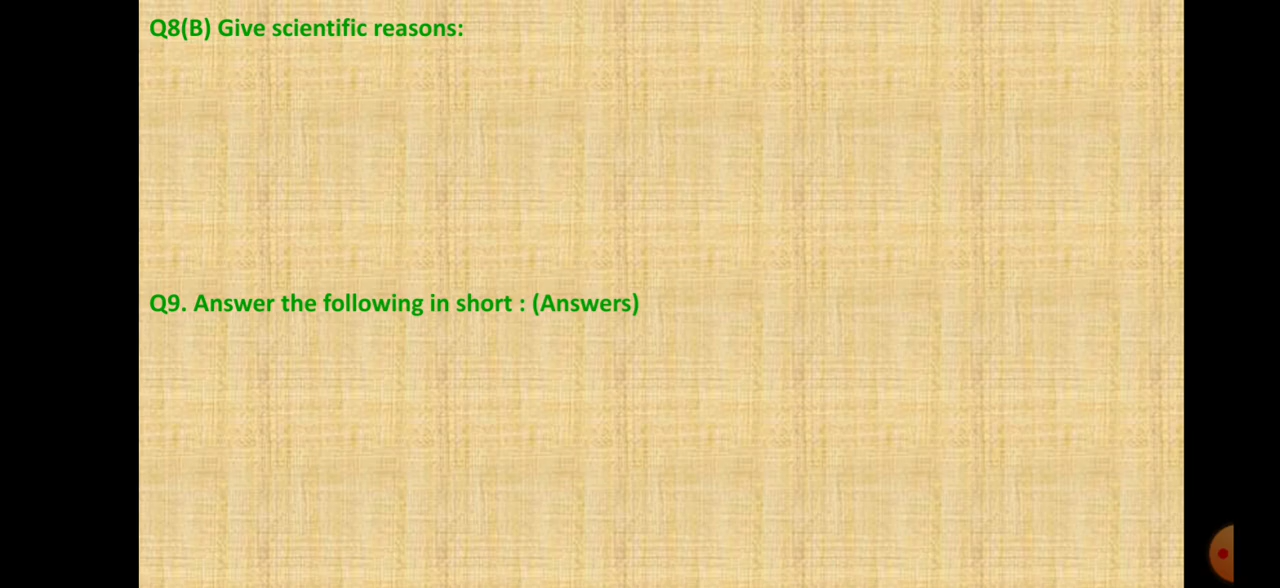 Q8(B) Give scientific reasons:
Q9. Answer the following in short : (Answers)